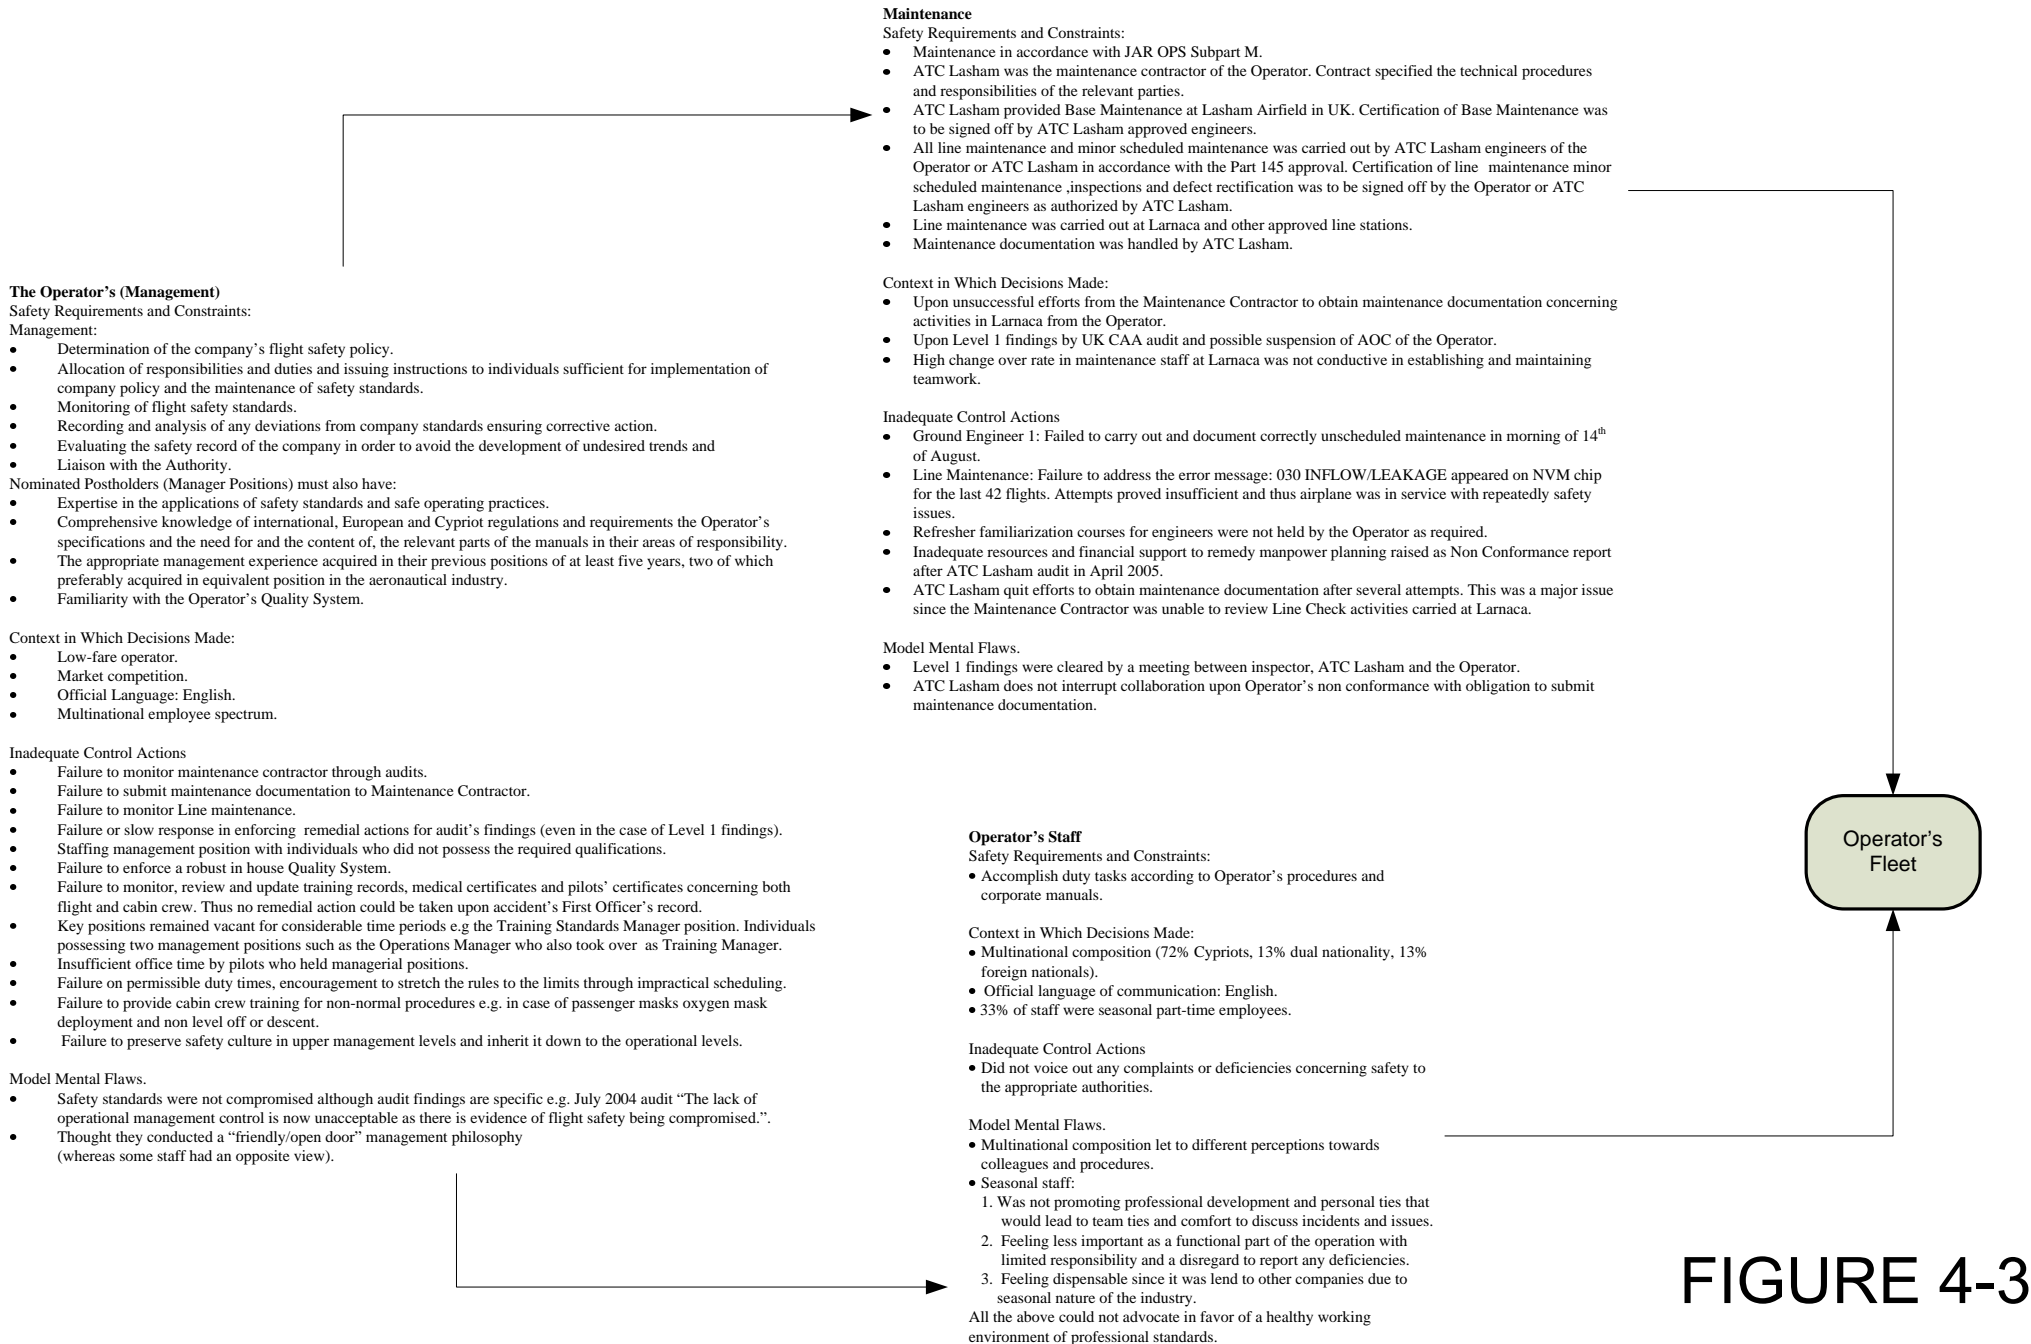 Maintenance
Safety Requirements and Constraints:
• Maintenance in accordance with JAR OPS Subpart M.
• ATC Lasham was the maintenance contractor of the Operator. Contract specified the technical procedures
and responsibilities of the relevant parties.
• ATC Lasham provided Base Maintenance at Lasham Airfield in UK. Certification of Base Maintenance was
to be signed off by ATC Lasham approved engineers.
• All line maintenance and minor scheduled maintenance was carried out by ATC Lasham engineers of the
Operator or ATC Lasham in accordance with the Part 145 approval. Certification of line maintenance minor
scheduled maintenance ,inspections and defect rectification was to be signed off by the Operator or ATC
Lasham engineers as authorized by ATC Lasham.
• Line maintenance was carried out at Larnaca and other approved line stations.
• Maintenance documentation was handled by ATC Lasham.
Context in Which Decisions Made:
• Upon unsuccessful efforts from the Maintenance Contractor to obtain maintenance documentation concerning
activities in Larnaca from the Operator.
• Upon Level 1 findings by UK CAA audit and possible suspension of AOC of the Operator.
• High change over rate in maintenance staff at Larnaca was not conductive in establishing and maintaining
teamwork.
Inadequate Control Actions
• Ground Engineer 1: Failed to carry out and document correctly unscheduled maintenance in morning of 14th
of August.
• Line Maintenance: Failure to address the error message: 030 INFLOW/LEAKAGE appeared on NVM chip
for the last 42 flights. Attempts proved insufficient and thus airplane was in service with repeatedly safety
issues.
• Refresher familiarization courses for engineers were not held by the Operator as required.
• Inadequate resources and financial support to remedy manpower planning raised as Non Conformance report
after ATC Lasham audit in April 2005.
• ATC Lasham quit efforts to obtain maintenance documentation after several attempts. This was a major issue
since the Maintenance Contractor was unable to review Line Check activities carried at Larnaca.
Model Mental Flaws.
• Level 1 findings were cleared by a meeting between inspector, ATC Lasham and the Operator.
• ATC Lasham does not interrupt collaboration upon Operator's non conformance with obligation to submit
maintenance documentation.
The Operator's (Management)
Safety Requirements and Constraints:
Management:
• Determination of the company's flight safety policy.
• Allocation of responsibilities and duties and issuing instructions to individuals sufficient for implementation of
company policy and the maintenance of safety standards.
• Monitoring of flight safety standards.
• Recording and analysis of any deviations from company standards ensuring corrective action.
• Evaluating the safety record of the company in order to avoid the development of undesired trends and
• Liaison with the Authority.
Nominated Postholders (Manager Positions) must also have:
• Expertise in the applications of safety standards and safe operating practices.
• Comprehensive knowledge of international, European and Cypriot regulations and requirements the Operator's
specifications and the need for and the content of, the relevant parts of the manuals in their areas of responsibility.
• The appropriate management experience acquired in their previous positions of at least five years, two of which
preferably acquired in equivalent position in the aeronautical industry.
• Familiarity with the Operator's Quality System.
Context in Which Decisions Made:
• Low-fare operator.
• Market competition.
• Official Language: English.
• Multinational employee spectrum.
Inadequate Control Actions
• Failure to monitor maintenance contractor through audits.
• Failure to submit maintenance documentation to Maintenance Contractor.
• Failure to monitor Line maintenance.
• Failure or slow response in enforcing remedial actions for audit's findings (even in the case of Level 1 findings).
• Staffing management position with individuals who did not possess the required qualifications.
• Failure to enforce a robust in house Quality System.
• Failure to monitor, review and update training records, medical certificates and pilots' certificates concerning both
flight and cabin crew. Thus no remedial action could be taken upon accident's First Officer's record.
• Key positions remained vacant for considerable time periods e.g the Training Standards Manager position. Individuals
possessing two management positions such as the Operations Manager who also took over as Training Manager.
• Insufficient office time by pilots who held managerial positions.
• Failure on permissible duty times, encouragement to stretch the rules to the limits through impractical scheduling.
• Failure to provide cabin crew training for non-normal procedures e.g. in case of passenger masks oxygen mask
deployment and non level off or descent.
• Failure to preserve safety culture in upper management levels and inherit it down to the operational levels.
Model Mental Flaws.
• Safety standards were not compromised although audit findings are specific e.g. July 2004 audit "The lack of
operational management control is now unacceptable as there is evidence of flight safety being compromised.".
• Thought they conducted a "friendly/open door" management philosophy
(whereas some staff had an opposite view).
Operator's Staff
Safety Requirements and Constraints:
• Accomplish duty tasks according to Operator's procedures and
corporate manuals.
Context in Which Decisions Made:
• Multinational composition (72% Cypriots, 13% dual nationality, 13%
foreign nationals).
• Official language of communication: English.
• 33% of staff were seasonal part-time employees.
Inadequate Control Actions
• Did not voice out any complaints or deficiencies concerning safety to
the appropriate authorities.
Model Mental Flaws.
• Multinational composition let to different perceptions towards
colleagues and procedures.
• Seasonal staff:
1. Was not promoting professional development and personal ties that
would lead to team ties and comfort to discuss incidents and issues.
2. Feeling less important as a functional part of the operation with
limited responsibility and a disregard to report any deficiencies.
3. Feeling dispensable since it was lend to other companies due to
seasonal nature of the industry.
All the above could not advocate in favor of a healthy working
environment of professional standards.
Operator's
Fleet
FIGURE 4-3